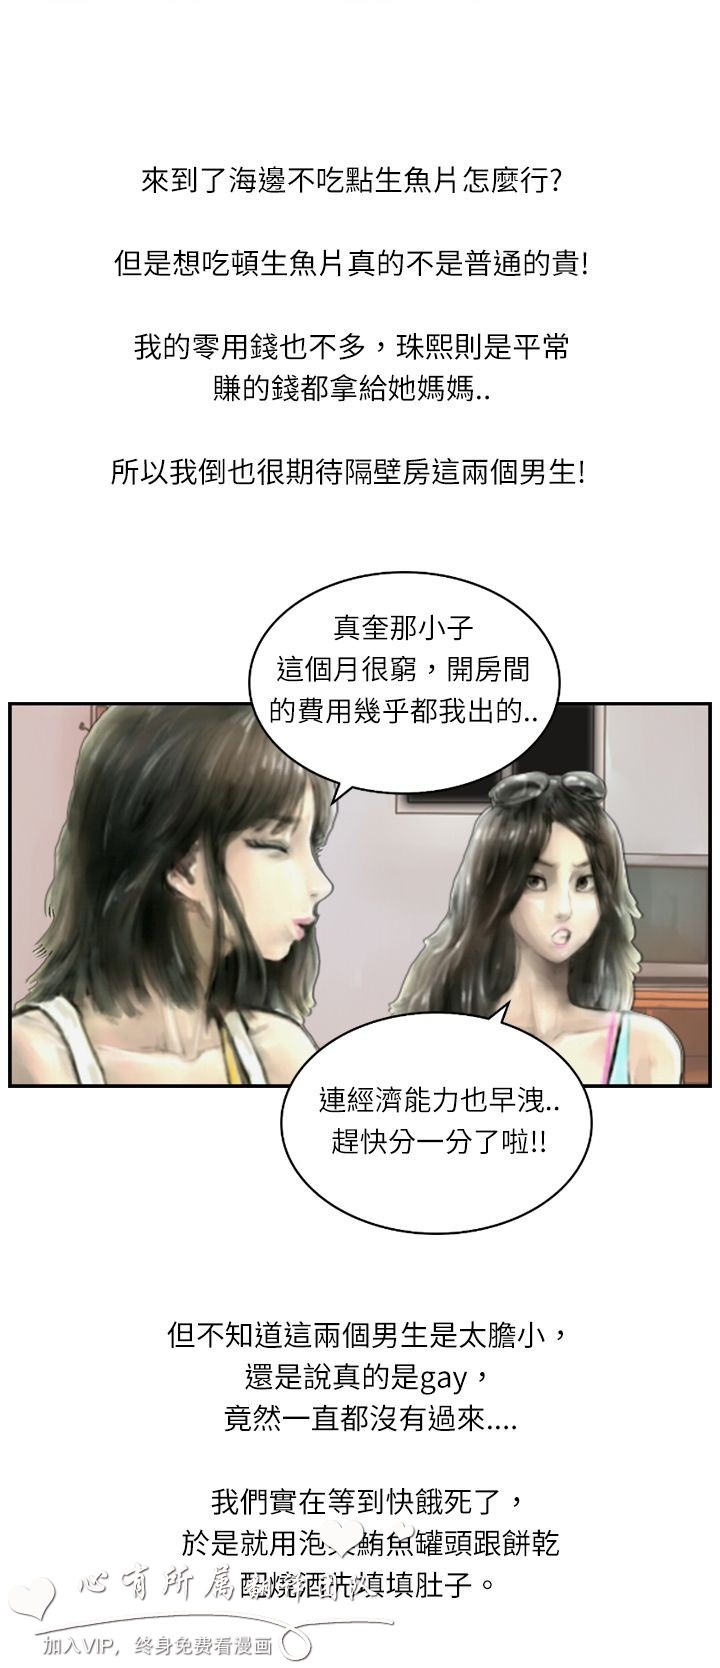 來到了海邊不吃點生魚片怎麼行?
但是想吃頓生魚片真的不是普通的貴!
我的零用錢也不多，珠熙則是平常
賺的錢都拿給她媽媽..
所以我倒也很期待隔壁房這兩個男生!
真奎那小子
這個月很窮，開房間
的費用幾乎都我出的..
連經濟能力也早洩..
趕快分一分了啦!!
但不知道這兩個男生是太膽小，
還是說真的是gay，
竟然一直都沒有過來....
我們實在等到快餓死了，
於是就用泡 鮪魚罐頭跟餅乾
配燒酒先填填肚子。
心有所属翻译团队
加入VIP，终身免费看漫画